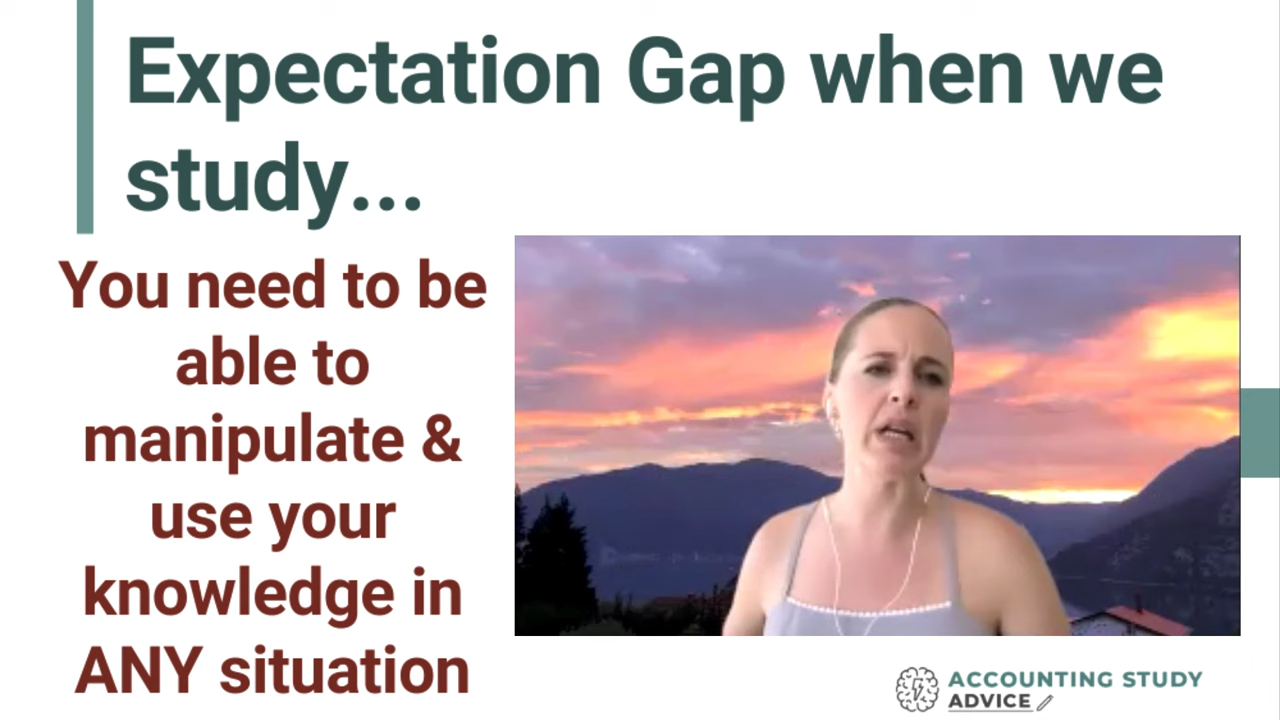 Expectation Gap when we
study...
You need to be
able to
manipulate &
use your
knowledge in
ANY situation
ACCOUNTING STUDY
ADVICE